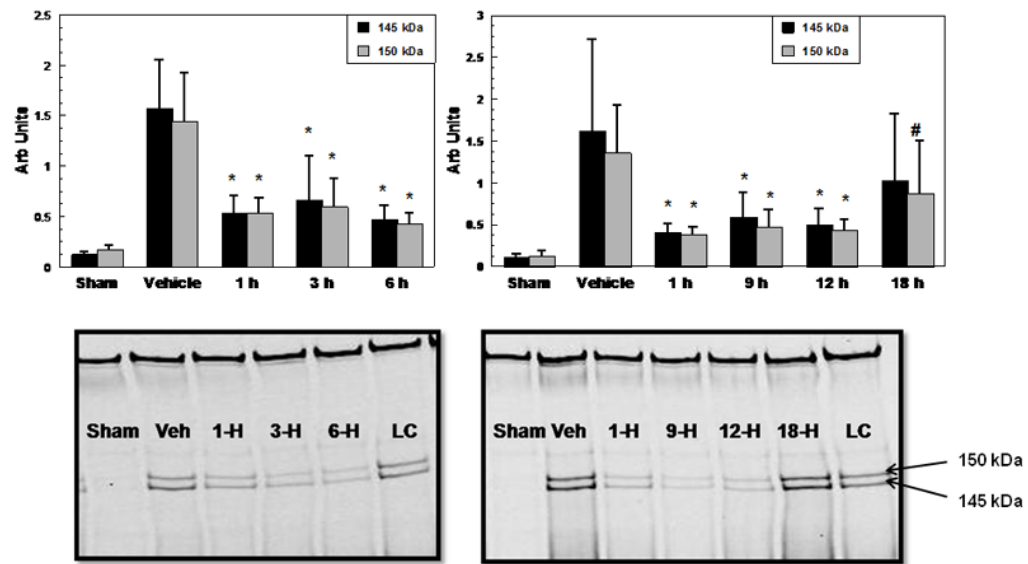 2.5
2
1.5
1
0.5
0
Arb Units
145 kDa
150 kDa
* * * * * *
Sham Vehicle 1 h 3 h 6 h
3
2.5
2
1.5
1
0.5
0
Arb Units
145 kDa
150 kDa
* * * * * * #
Sham Vehicle 1 h 9 h 12 h 18 h
Sham Veh 1-H 3-H 6-H LC
Sham Veh 1-H 9-H 12-H 18-H LC
150 kDa
145 kDa